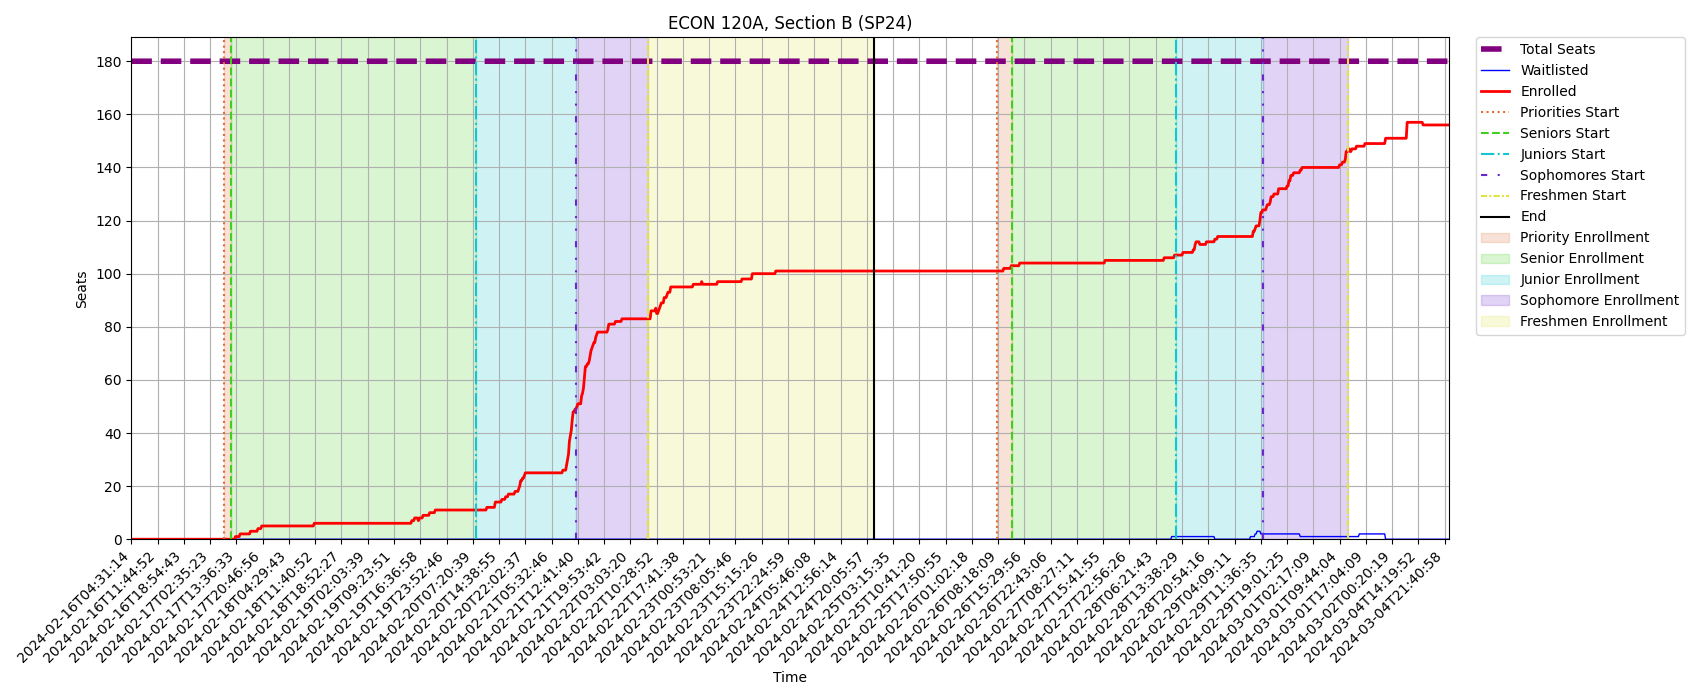 ECON 120A, Section B (SP24)
Seats
180
160
140
120
100
80
60
40
20
0
2024-02-16T04:31:14
2024-02-16T11:44:52
2024-02-16T18:54:43
2024-02-17T02:35:23
2024-02-17T13:36:33
2024-02-17T20:46:56
2024-02-18T04:29:43
2024-02-18T11:40:52
2024-02-18T18:52:27
2024-02-19T02:03:39
2024-02-19T09:23:51
2024-02-19T16:36:58
2024-02-19T23:52:46
2024-02-20T07:20:39
2024-02-20T14:38:55
2024-02-20T22:02:37
2024-02-21T05:32:46
2024-02-21T12:41:40
2024-02-21T19:53:42
2024-02-22T03:03:20
2024-02-22T10:28:52
2024-02-22T17:41:38
2024-02-23T00:53:21
2024-02-23T08:05:46
2024-02-23T15:15:26
2024-02-23T22:24:59
2024-02-24T05:46:08
2024-02-24T12:56:14
2024-02-24T20:05:57
2024-02-25T03:15:35
2024-02-25T10:41:20
2024-02-25T17:50:55
2024-02-26T01:02:18
2024-02-26T08:18:09
2024-02-26T15:29:56
2024-02-26T22:43:06
2024-02-27T08:27:11
2024-02-27T15:41:55
2024-02-27T22:56:26
2024-02-28T06:21:43
2024-02-28T13:38:29
2024-02-28T20:54:16
2024-02-29T04:09:11
2024-02-29T11:36:35
2024-02-29T19:01:25
2024-03-01T02:17:09
2024-03-01T09:44:04
2024-03-01T17:04:09
2024-03-02T00:20:19
2024-03-04T14:19:52
2024-03-04T21:40:58
Time
Total Seats
Waitlisted
Enrolled
Priorities Start
Seniors Start
Juniors Start
Sophomores Start
Freshmen Start
End
Priority Enrollment
Senior Enrollment
Junior Enrollment
Sophomore Enrollment
Freshmen Enrollment